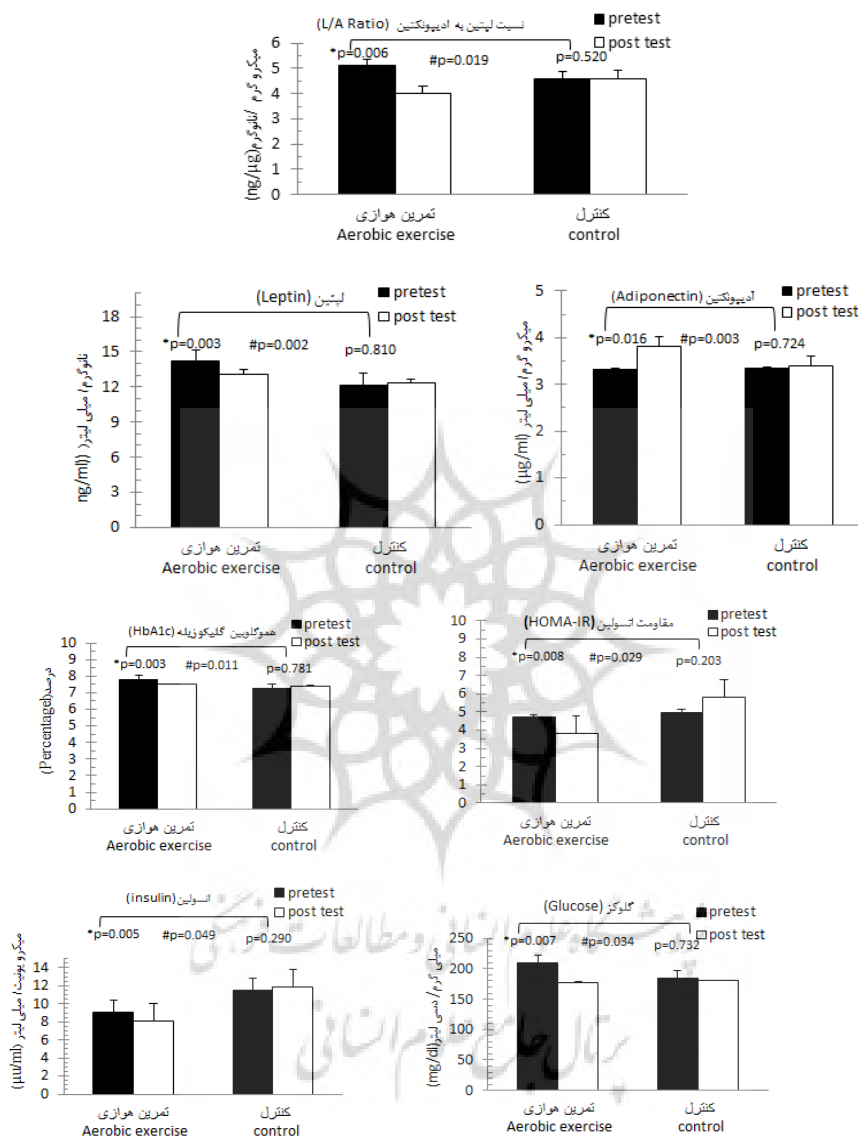 نسبت لپتین به ادیپونکتین (L/A Ratio)
pretest
post test
*p=0.006 #p=0.019 p=0.520
میکرو گرم /نانوگرم(ng/µg)
6
5
4
3
2
1
0
تمرین هوازی کنترل
Aerobic exercise control
لپتین (Leptin)
pretest
post test
*p=0.003 #p=0.002 p=0.810
نانوگرم/ میلی لیتر( (ng/ml)
18
15
12
9
6
3
0
تمرین هوازی کنترل
Aerobic exercise control
آدیپونکتین (Adiponectin)
pretest
post test
*p=0.016 #p=0.003 p=0.724
میکرو گرم/ میلی لیتر (µg/ml)
5
4
3
2
1
0
تمرین هوازی کنترل
Aerobic exercise control
هموگلوبین گلیکوزیله (HbA1c)
pretest
post test
*p=0.003 #p=0.011 p=0.781
درصد(Percentagel)
10
9
8
7
6
5
4
3
2
1
0
تمرین هوازی کنترل
Aerobic exercise control
مقاومت انسولین (HOMA-IR)
pretest
post test
*p=0.008 #p=0.029 p=0.203
10
9
8
7
6
5
4
3
2
1
0
تمرین هوازی کنترل
Aerobic exercise control
انسولین(insulin)
pretest
post test
*p=0.005 #p=0.049 p=0.290
میکرو یونیت/ میلی لیتر (µu/ml)
14
12
10
8
6
4
2
0
تمرین هوازی کنترل
Aerobic exercise control
گلوکز (Glucose)
pretest
post test
*p=0.007 #p=0.034 p=0.732
میلی گرم/ دسی لیتر(mg/dl)
250
200
150
100
50
0
تمرین هوازی کنترل
Aerobic exercise control
پژوهشگاه علوم انسانی و مطالعات فرهنگی
پرتال جامع علوم انسانی